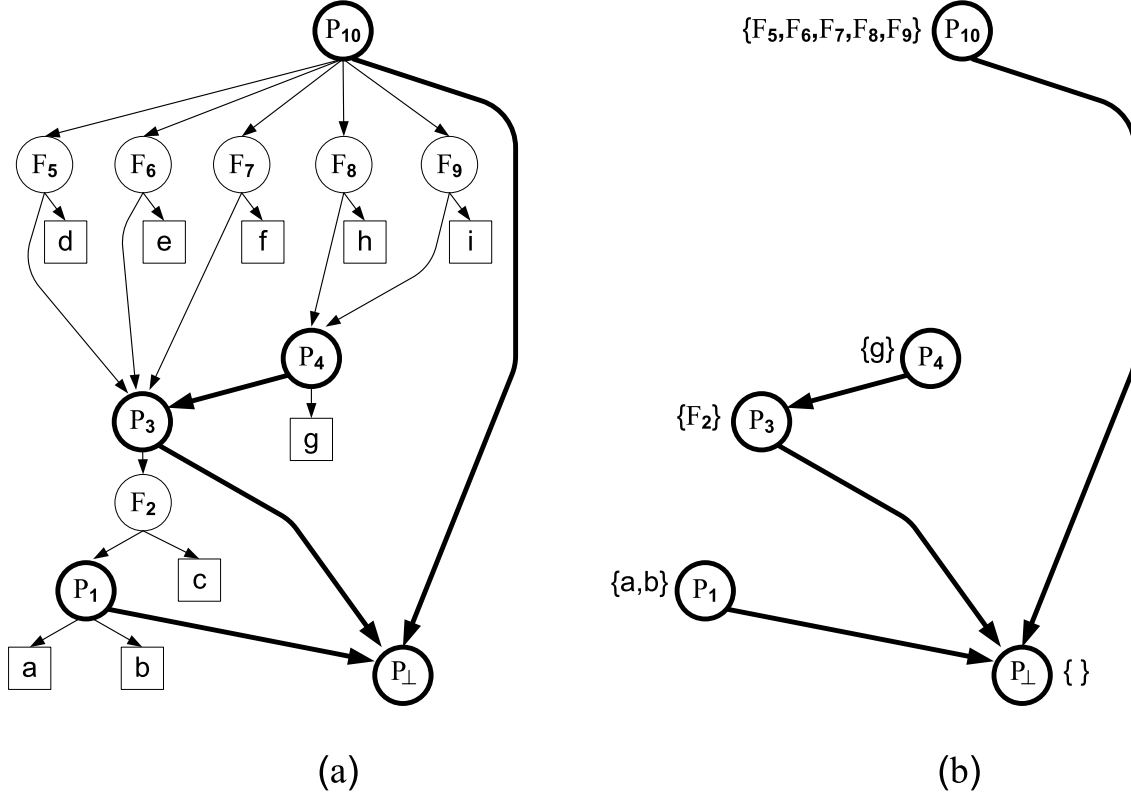 P₁₀
{F₅,F₆,F₇,F₈,F₉} P₁₀
F₅ F₆ F₇ F₈ F₉
d e f h i
P₄
{g} P₄
P₃
{F₂} P₃
g
F₂
c
P₁
{a,b} P₁
a b
P⊥
P⊥ { }
(a) (b)